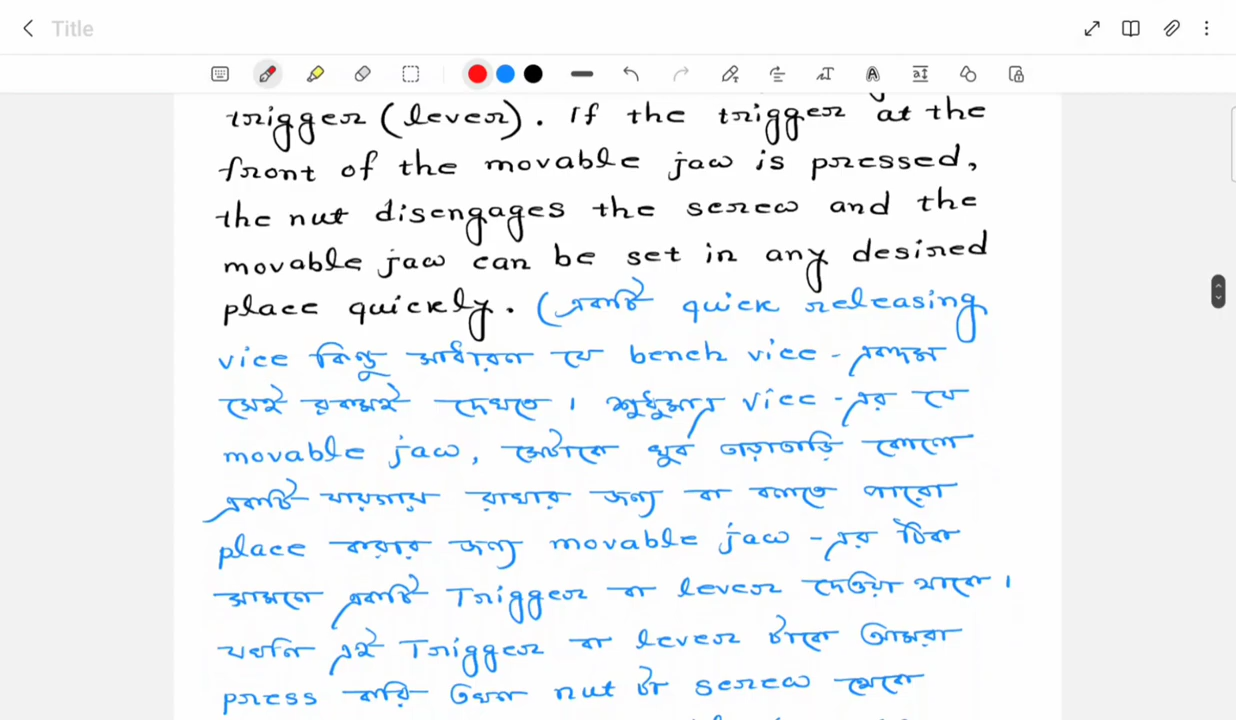 Title
trigger (lever). If the trigger at the
front of the movable jaw is pressed,
the nut disengages the screw and the
movable jaw can be set in any desired
place quickly. (একটি quick releasing
vice কিন্তু সাধারণ যে bench vice-একদম
সেই রকমই দেখতে। শুধুমাত্র vice-এর যে
movable jaw, সেটাকে খুব তাড়াতাড়ি কোনো
একটি যায়গায় রাখার জন্য বা বলতে পারো
place করার জন্য movable jaw-এর ঠিক
সামনে একটি Trigger বা lever দেওয়া থাকে।
যখনি এই Trigger বা lever টাকে আমরা
press করি তখন nut টা screw থেকে